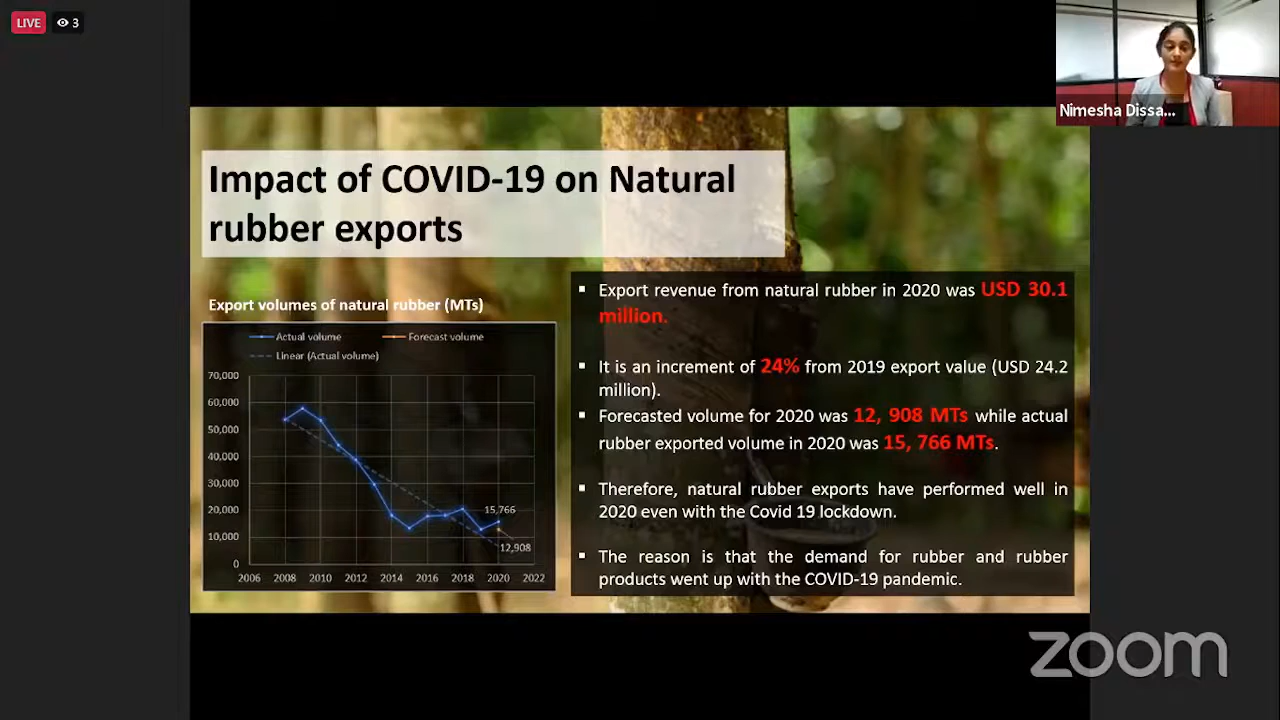 LIVE
3
Nimesha Dissa...
Impact of COVID-19 on Natural
rubber exports
Export volumes of natural rubber (MTs)
Actual volume
Forecast volume
Linear (Actual volume)
70,000
60,000
50,000
40,000
30,000
20,000
10,000
0
15,766
12,908
2006 2008 2010 2012 2014 2016 2018 2020 2022
▪ Export revenue from natural rubber in 2020 was USD 30.1
million.
▪ It is an increment of 24% from 2019 export value (USD 24.2
million).
▪ Forecasted volume for 2020 was 12, 908 MTs while actual
rubber exported volume in 2020 was 15, 766 MTs.
▪ Therefore, natural rubber exports have performed well in
2020 even with the Covid 19 lockdown.
▪ The reason is that the demand for rubber and rubber
products went up with the COVID-19 pandemic.
zoom